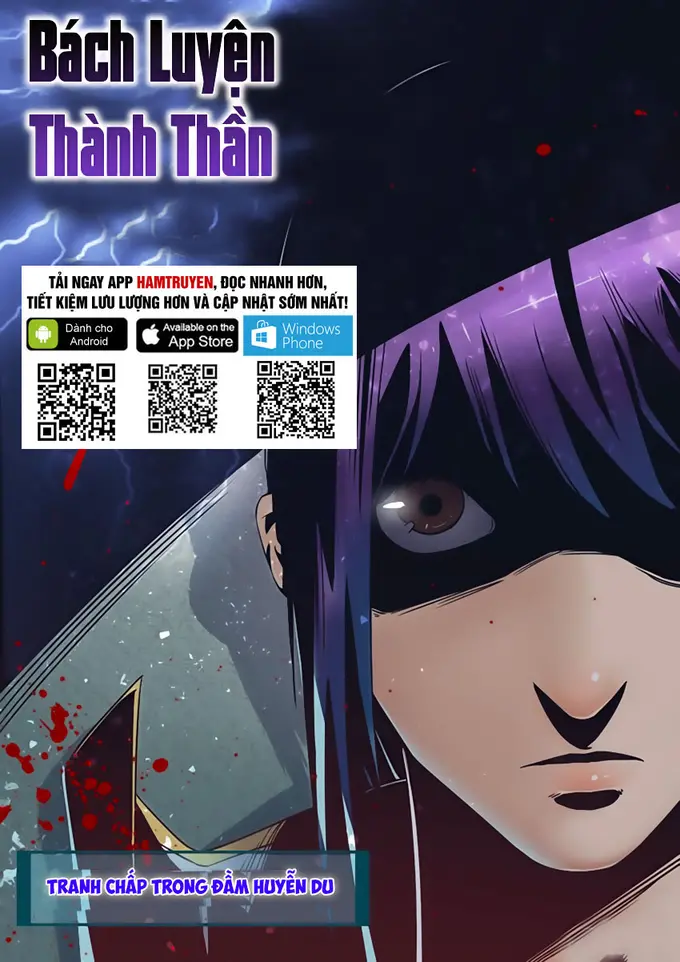 Bách Luyện
Thành Thần
TẢI NGAY APP HAMTRUYEN, ĐỌC NHANH HƠN,
TIẾT KIỆM LƯU LƯỢNG HƠN VÀ CẬP NHẬT SỚM NHẤT!
Dành cho
Android
Available on the
App Store
Windows
Phone
TRANH CHẤP TRONG ĐẦM HUYỄN DU